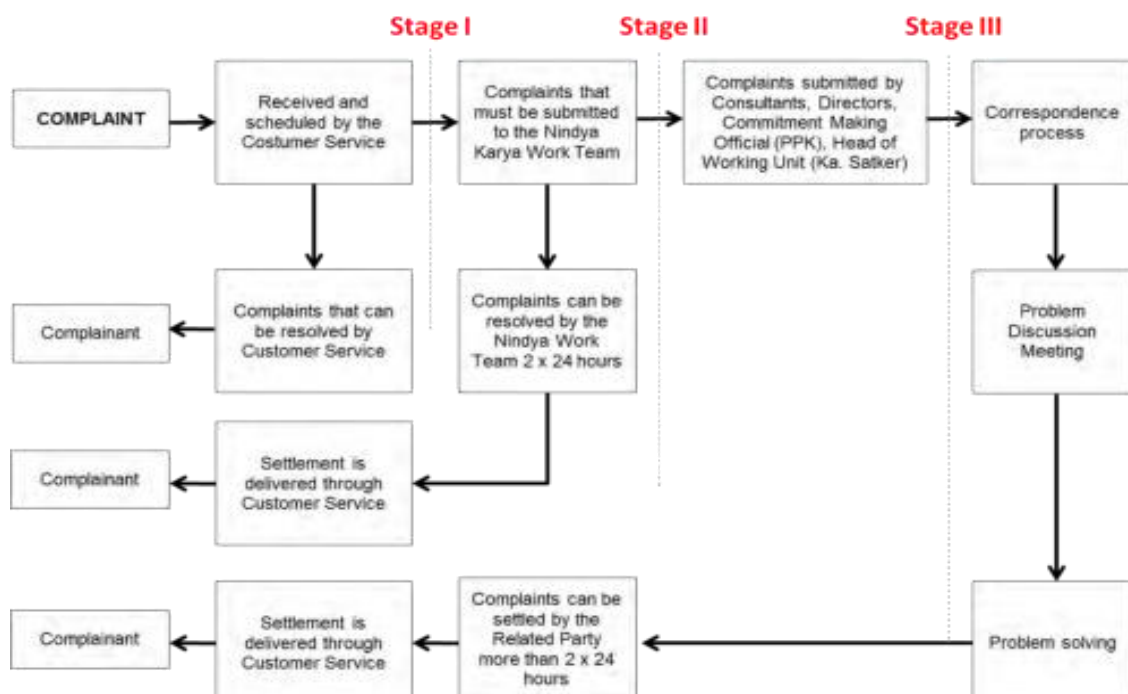 Stage I
Stage II
Stage III
COMPLAINT
Received and
scheduled by the
Costumer Service
Complaints that
must be submitted
to the Nindya
Karya Work Team
Complaints submitted by
Consultants, Directors,
Commitment Making
Official (PPK), Head of
Working Unit (Ka. Satker)
Correspondence
process
Complainant
Complaints that can
be resolved by
Customer Service
Complaints can be
resolved by the
Nindya Work
Team 2 x 24 hours
Problem
Discussion
Meeting
Complainant
Settlement is
delivered through
Customer Service
Complainant
Settlement is
delivered through
Customer Service
Complaints can be
settled by the
Related Party
more than 2 x 24
hours
Problem solving